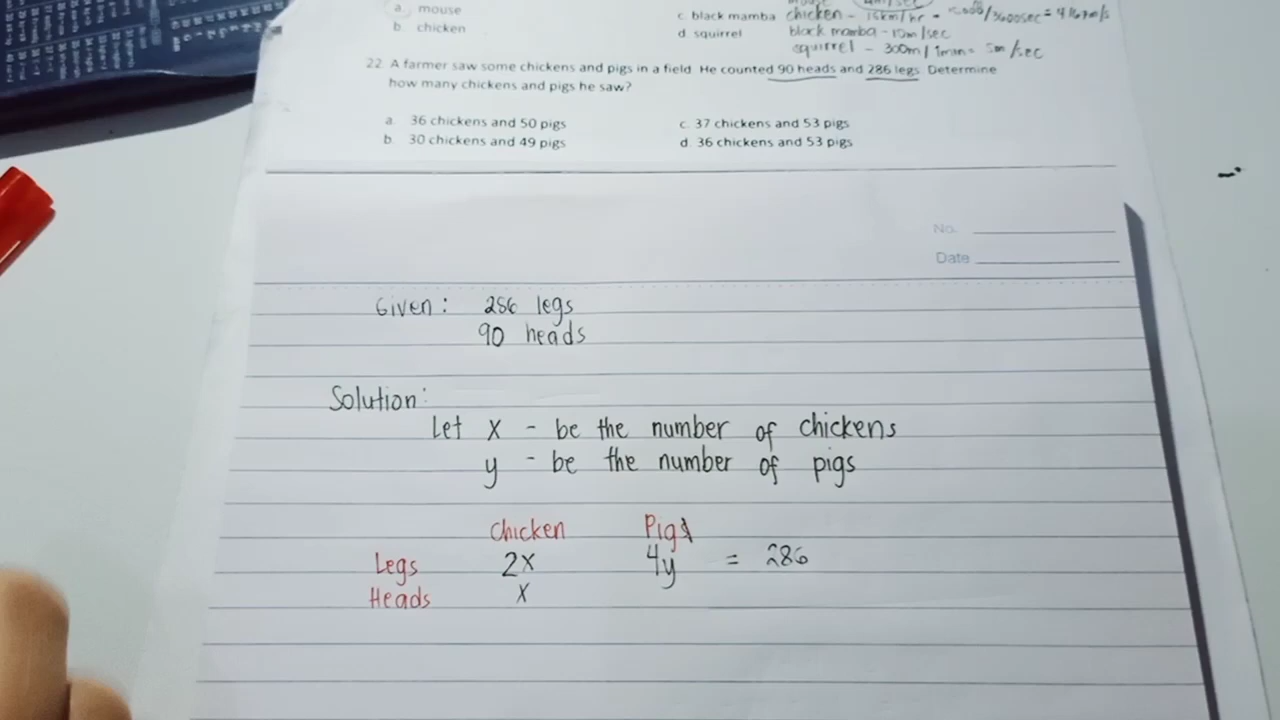 a. mouse
b. chicken
c. black mamba
d. squirrel
chicken - 15km/hr =
black mamba - 10m/sec
squirrel - 300m/1min = 5m/sec
22. A farmer saw some chickens and pigs in a field. He counted 90 heads and 286 legs. Determine
how many chickens and pigs he saw?
a. 36 chickens and 50 pigs
b. 30 chickens and 49 pigs
c. 37 chickens and 53 pigs
d. 36 chickens and 53 pigs
No.
Date
Given: 286 legs
90 heads
Solution:
Let x - be the number of chickens
y - be the number of pigs
Chicken Pigs
Legs 2x 4y = 286
Heads x